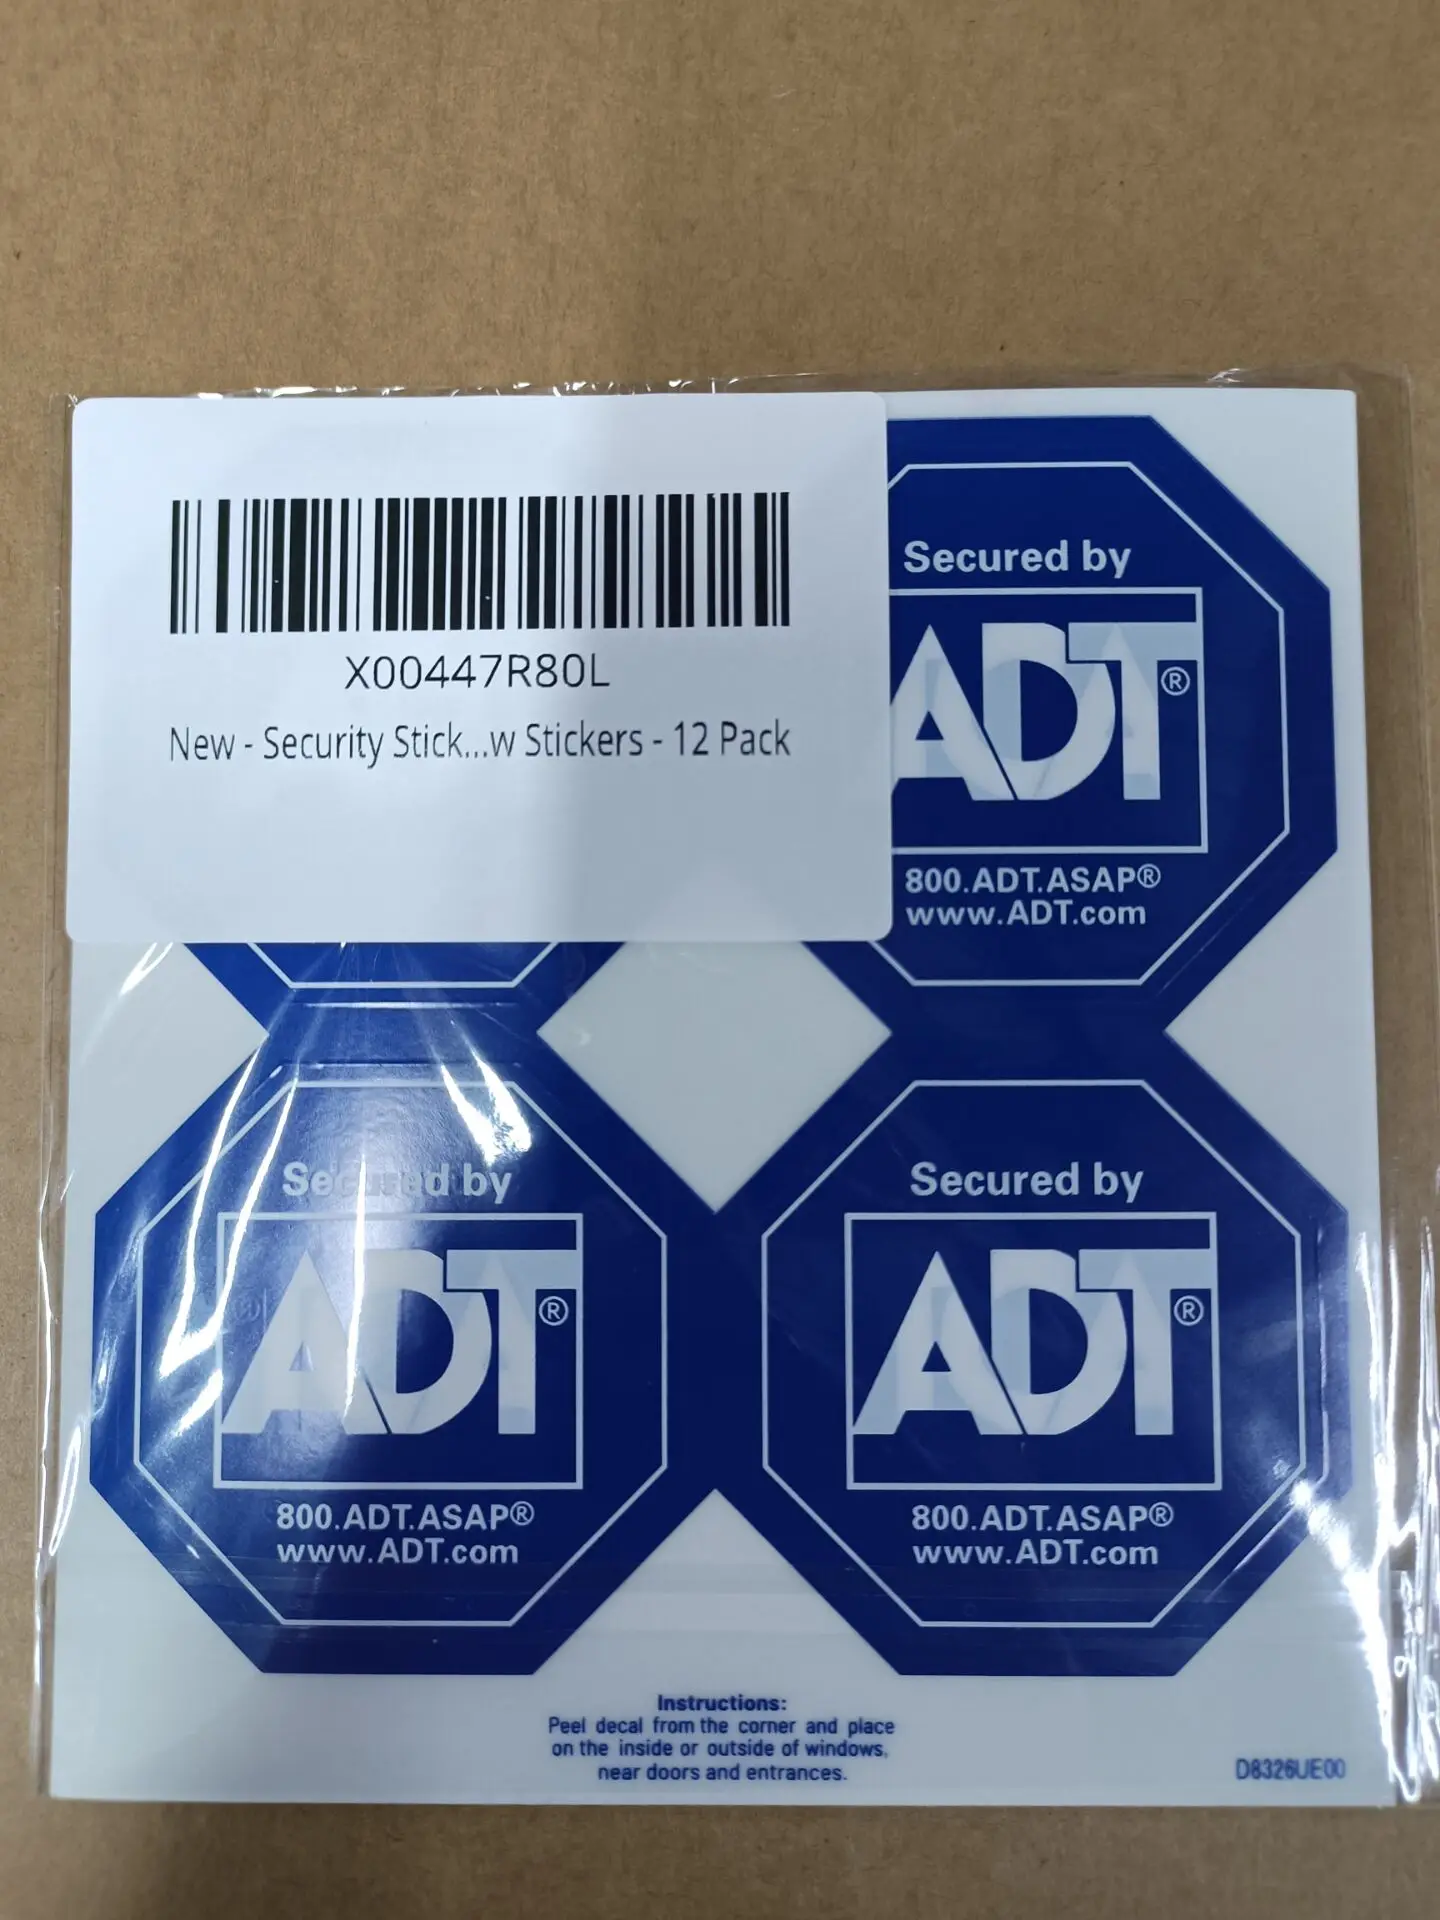 X00447R80L
New - Security Stick...w Stickers - 12 Pack
Secured by
ADT®
800.ADT.ASAP®
www.ADT.com
Secured by
ADT®
800.ADT.ASAP®
www.ADT.com
Secured by
ADT®
800.ADT.ASAP®
www.ADT.com
Instructions:
Peel decal from the corner and place
on the inside or outside of windows,
near doors and entrances.
D8326UE00